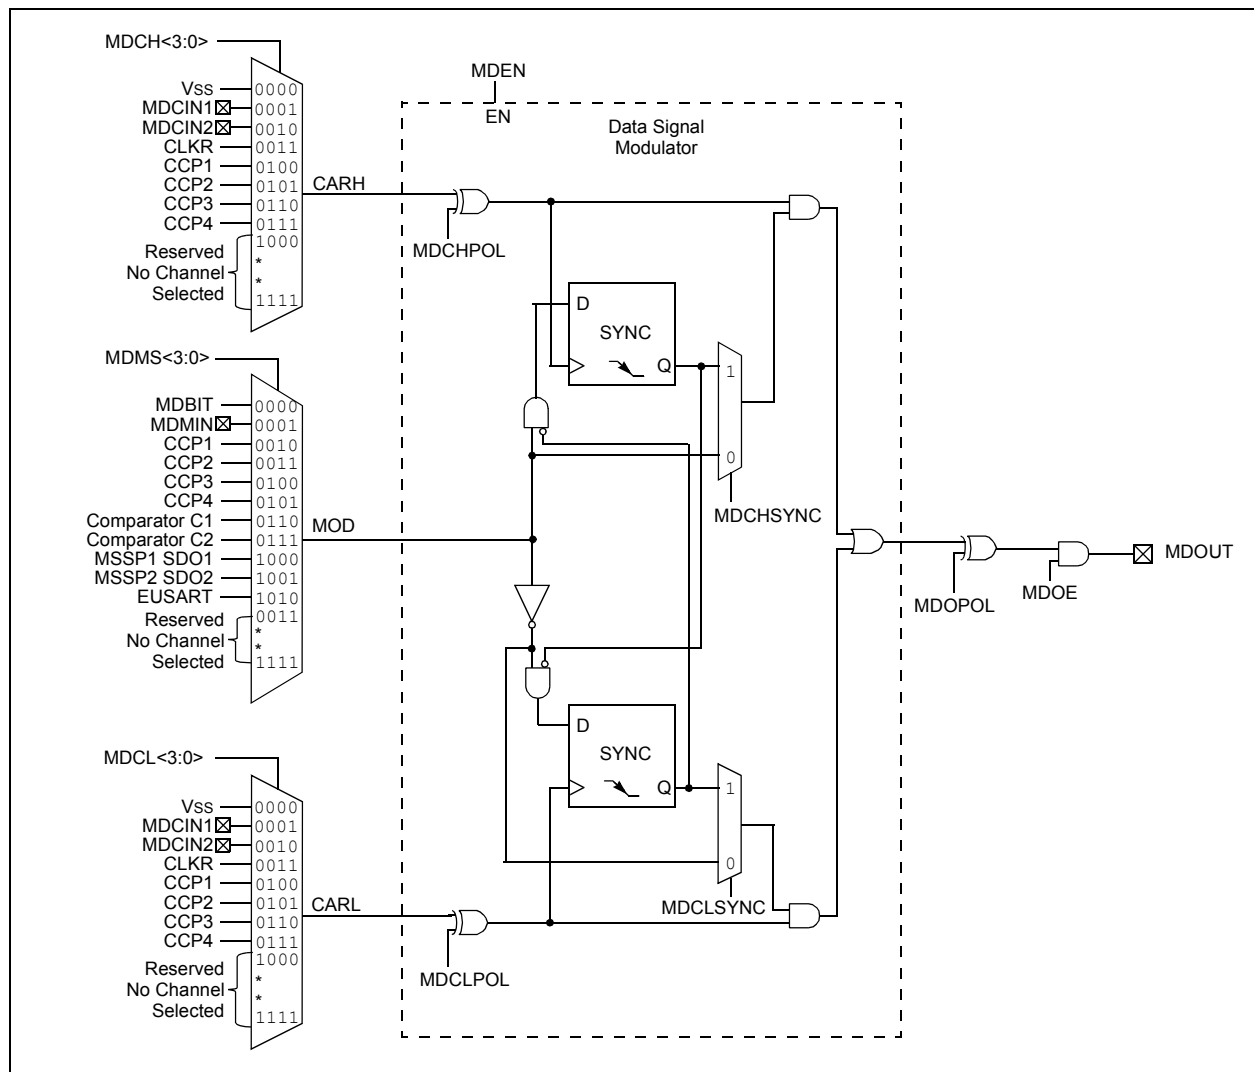 MDCH<3:0>
VSS 0000
MDCIN1 0001
MDCIN2 0010
CLKR 0011
CCP1 0100
CCP2 0101
CCP3 0110
CCP4 0111
1000
Reserved
No Channel
Selected
*
*
1111
CARH
MDEN
EN
Data Signal
Modulator
MDCHPOL
D
SYNC
Q
1
0
MDCHSYNC
MDMS<3:0>
MDBIT 0000
MDMIN 0001
CCP1 0010
CCP2 0011
CCP3 0100
CCP4 0101
Comparator C1 0110
Comparator C2 0111
MSSP1 SDO1 1000
MSSP2 SDO2 1001
EUSART 1010
0011
Reserved
No Channel
Selected
*
*
1111
MOD
MDOPOL
MDOE
MDOUT
MDCL<3:0>
VSS 0000
MDCIN1 0001
MDCIN2 0010
CLKR 0011
CCP1 0100
CCP2 0101
CCP3 0110
CCP4 0111
1000
Reserved
No Channel
Selected
*
*
1111
CARL
D
SYNC
Q
1
0
MDCLSYNC
MDCLPOL